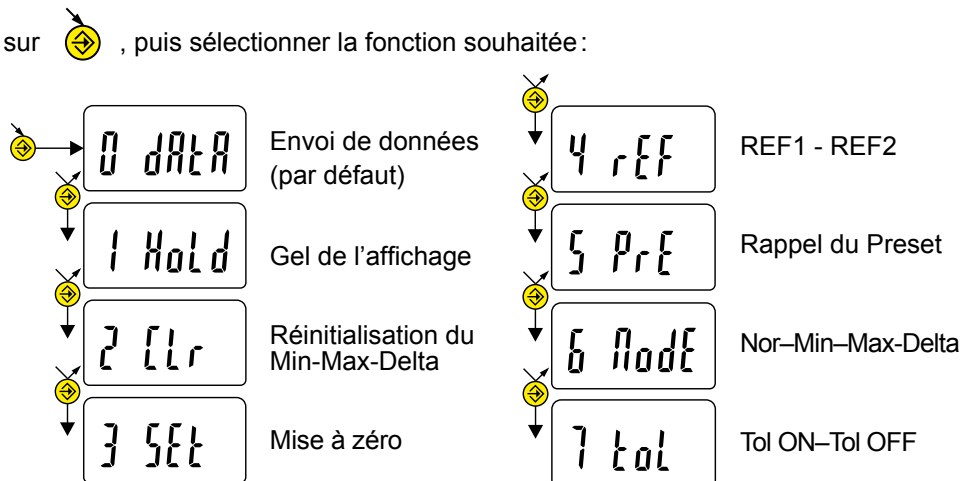 sur , puis sélectionner la fonction souhaitée :
0 dAtA
Envoi de données
(par défaut)
1 HoLd
Gel de l’affichage
2 CLr
Réinitialisation du
Min-Max-Delta
3 SEt
Mise à zéro
4 rEF
REF1 - REF2
5 PrE
Rappel du Preset
6 ModE
Nor–Min–Max-Delta
7 toL
Tol ON–Tol OFF